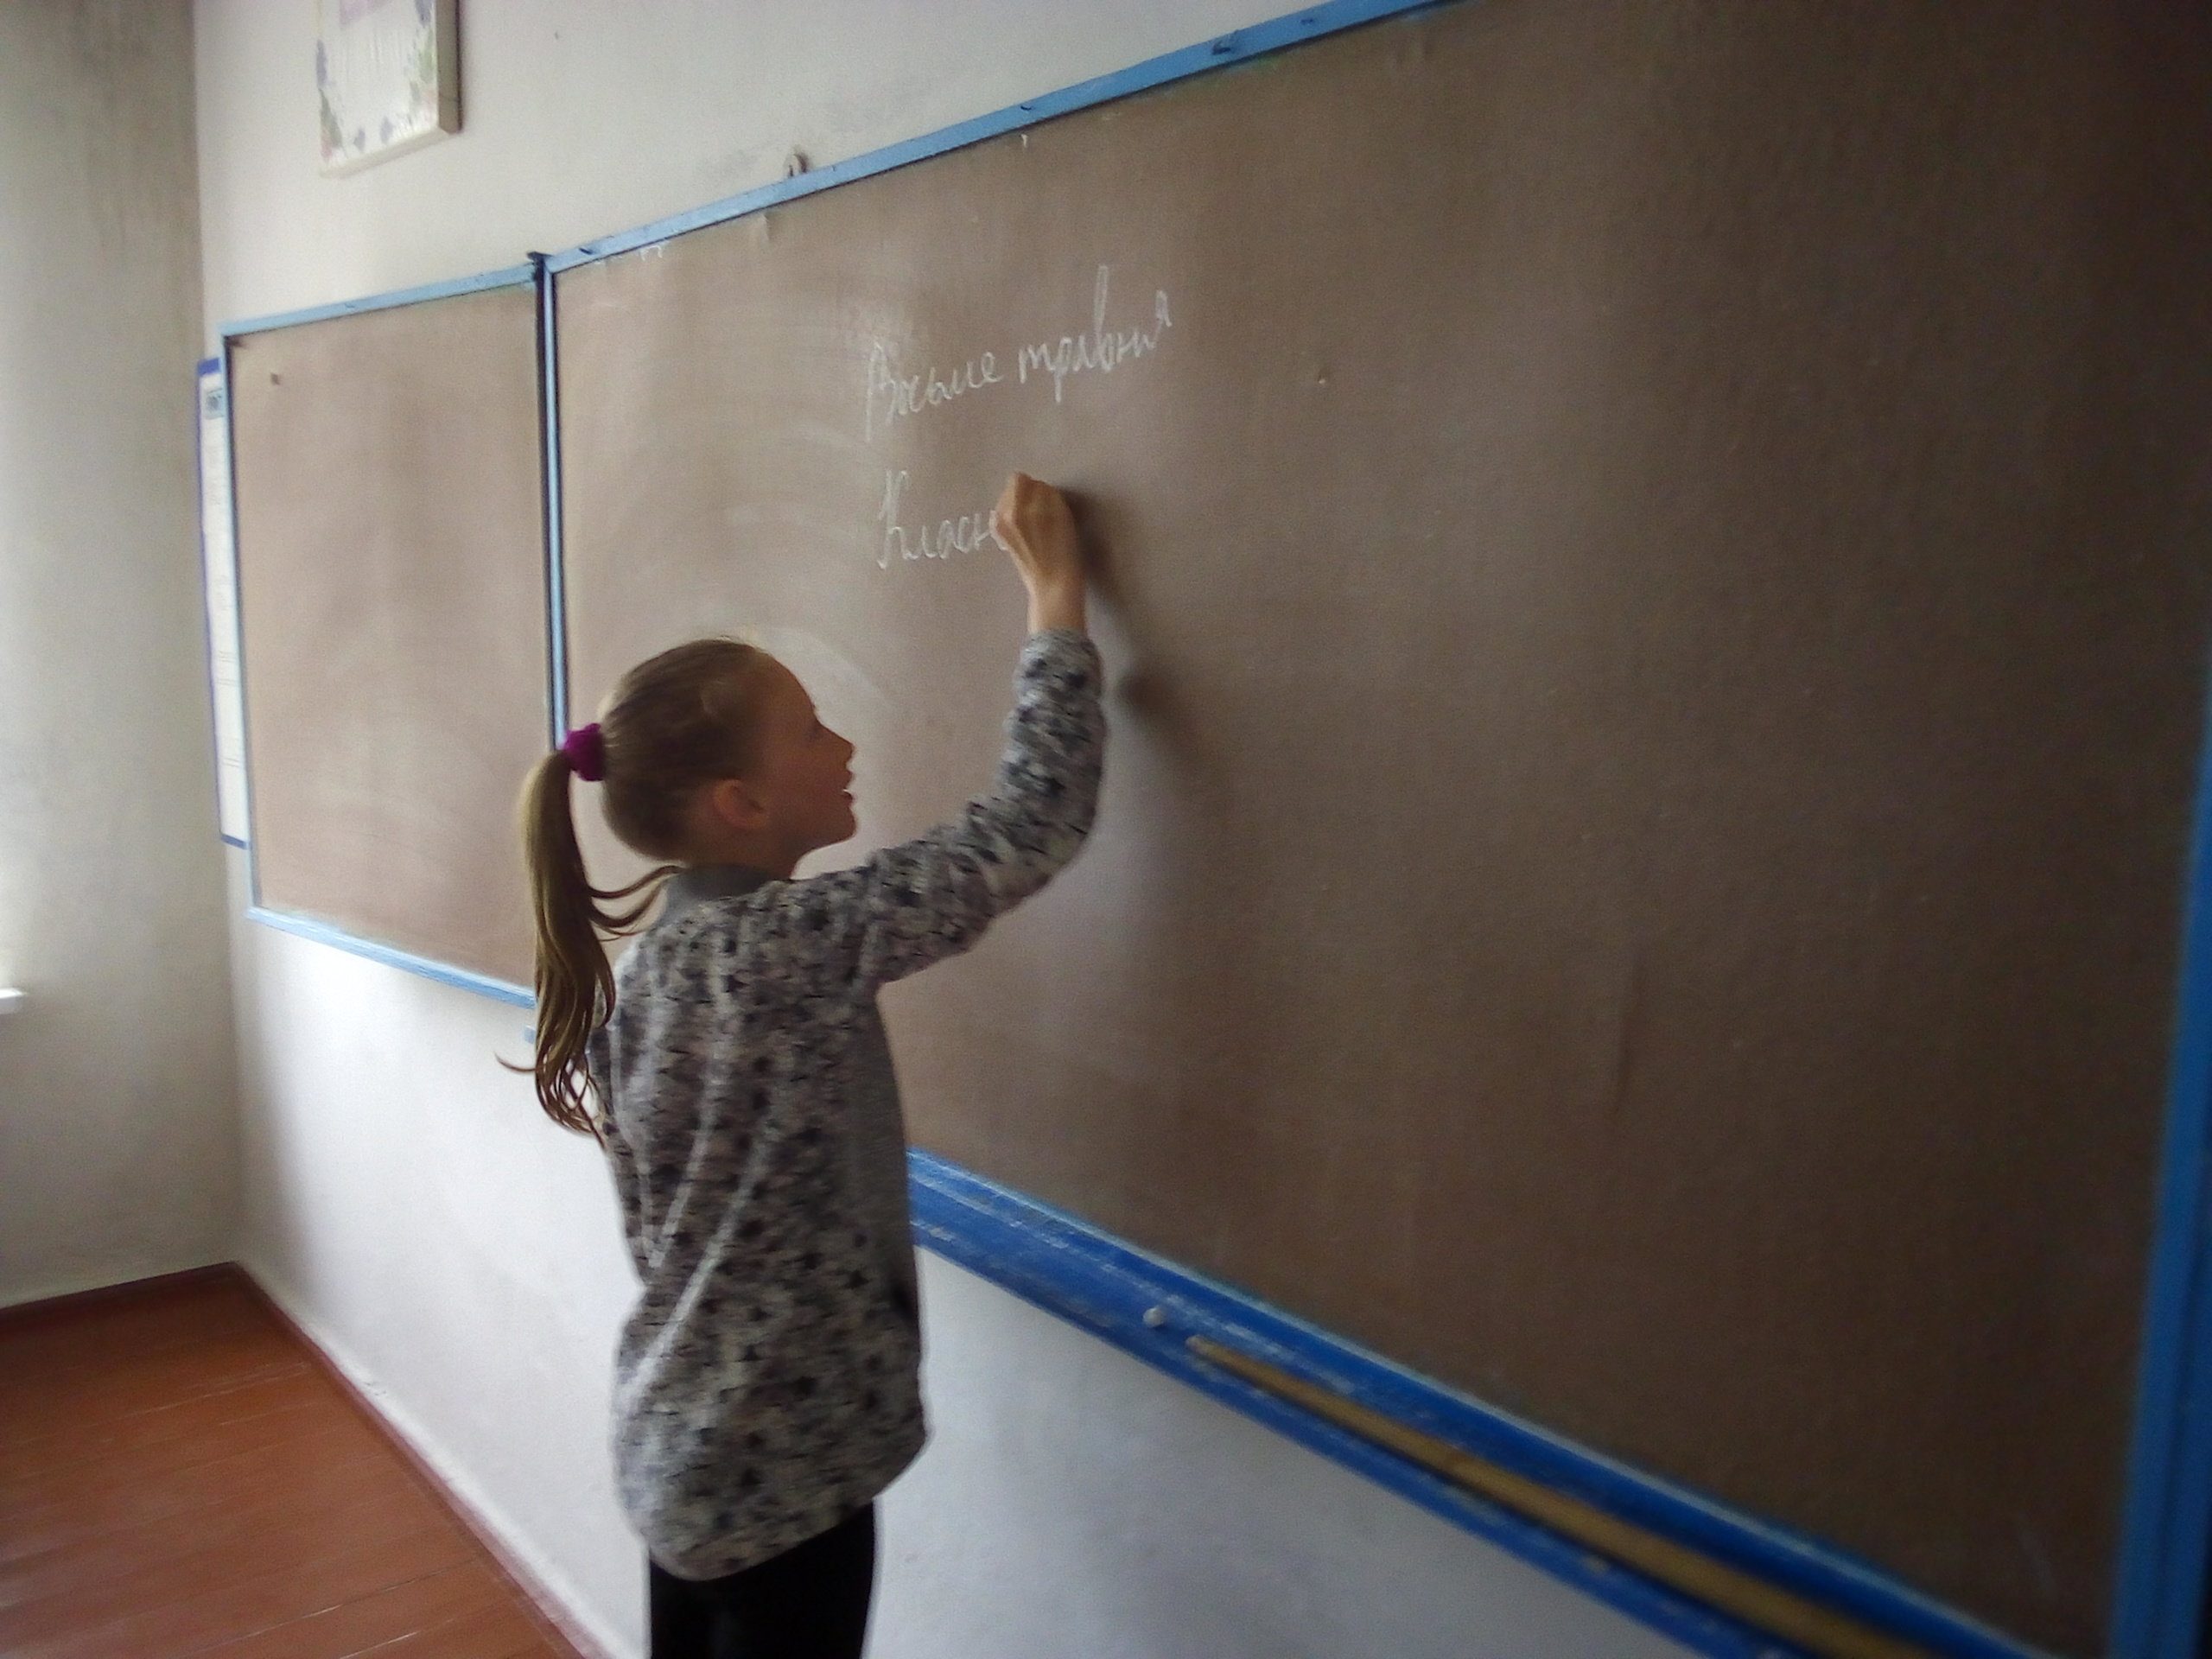 Восьме травня
Класн